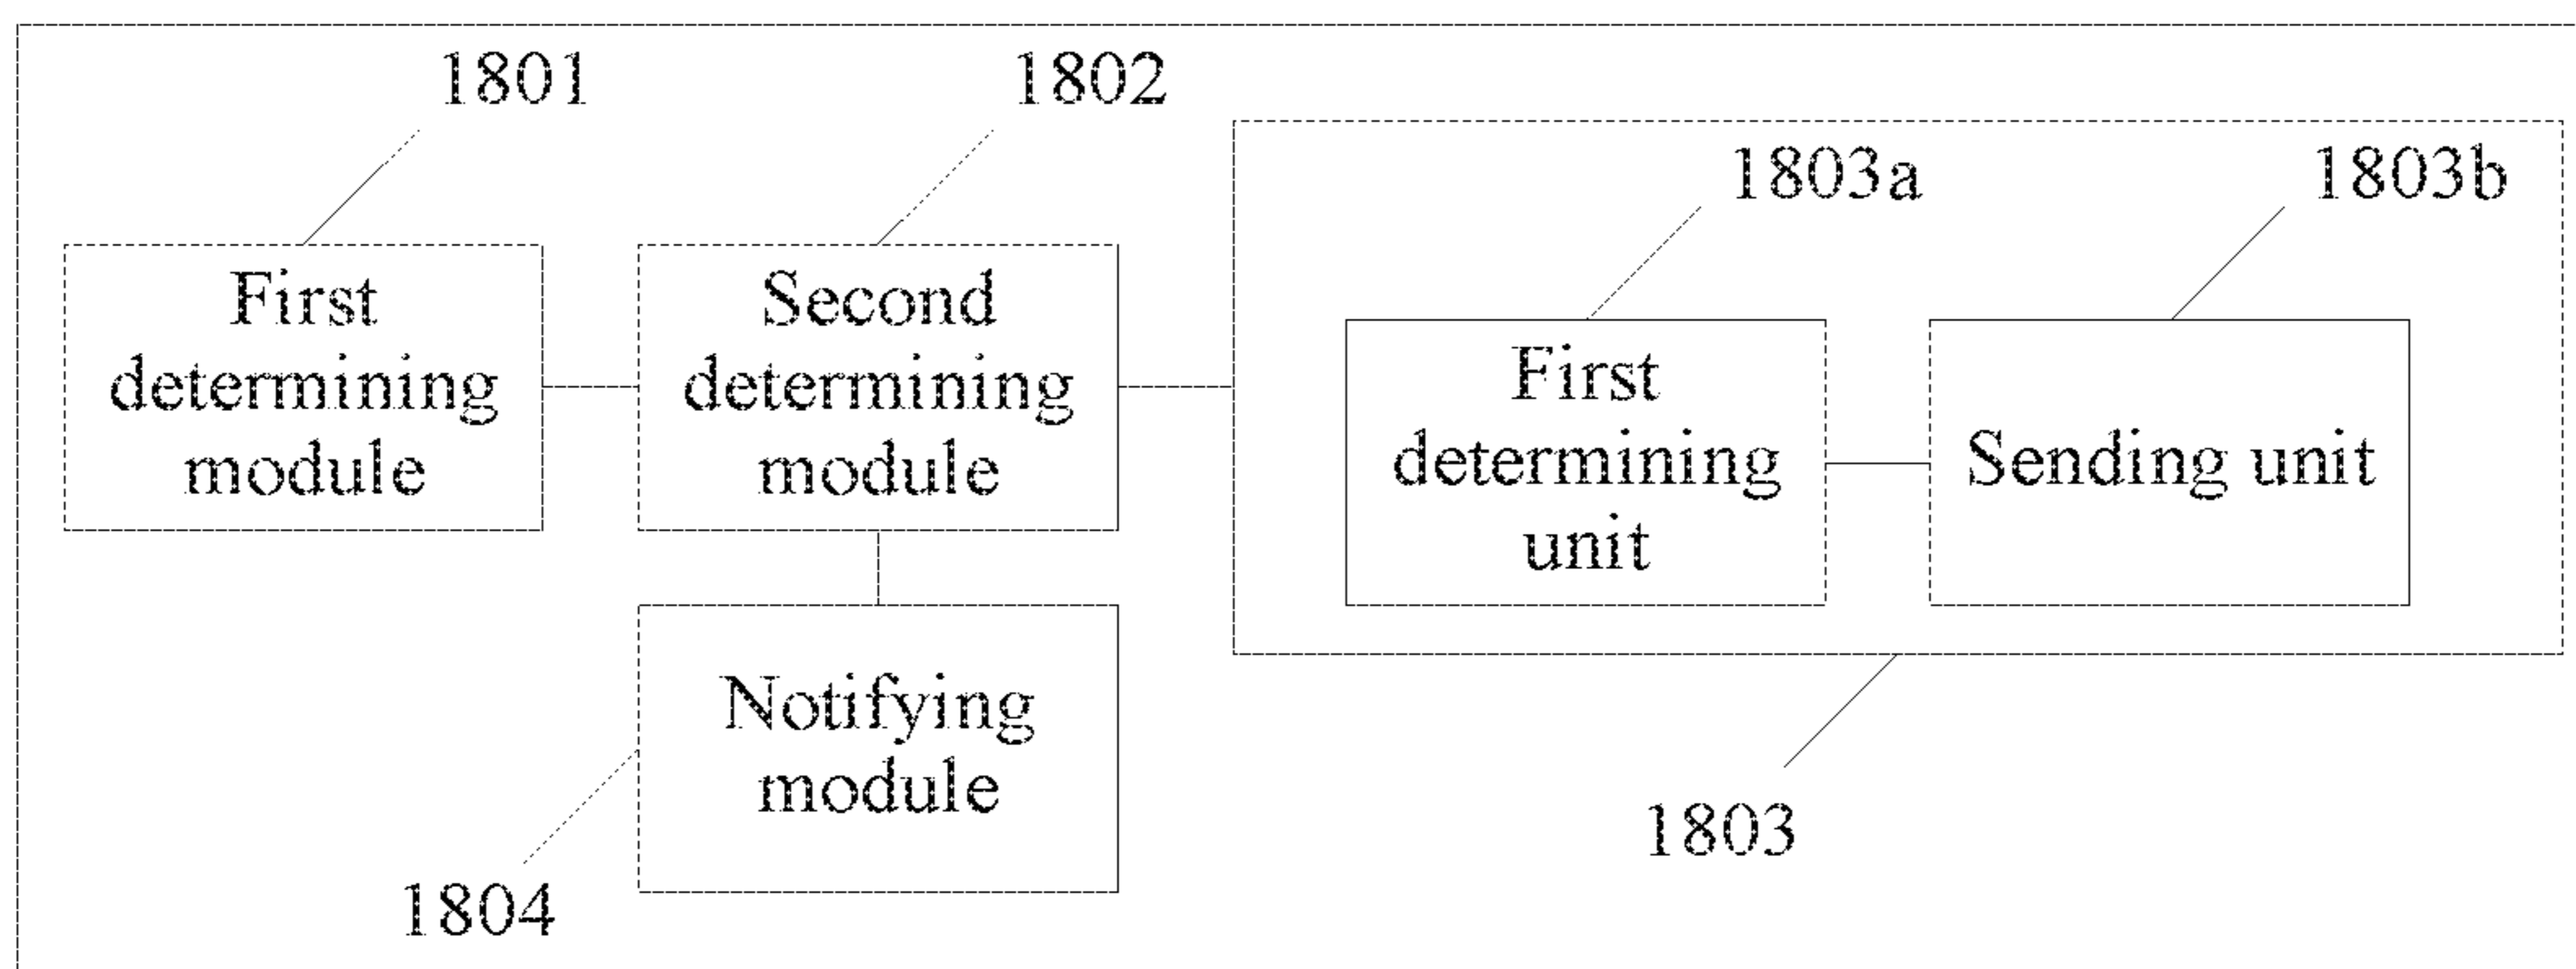 1801
1802
1803a
1803b
First
determining
module
Second
determining
module
First
determining
unit
Sending unit
Notifying
module
1803
1804